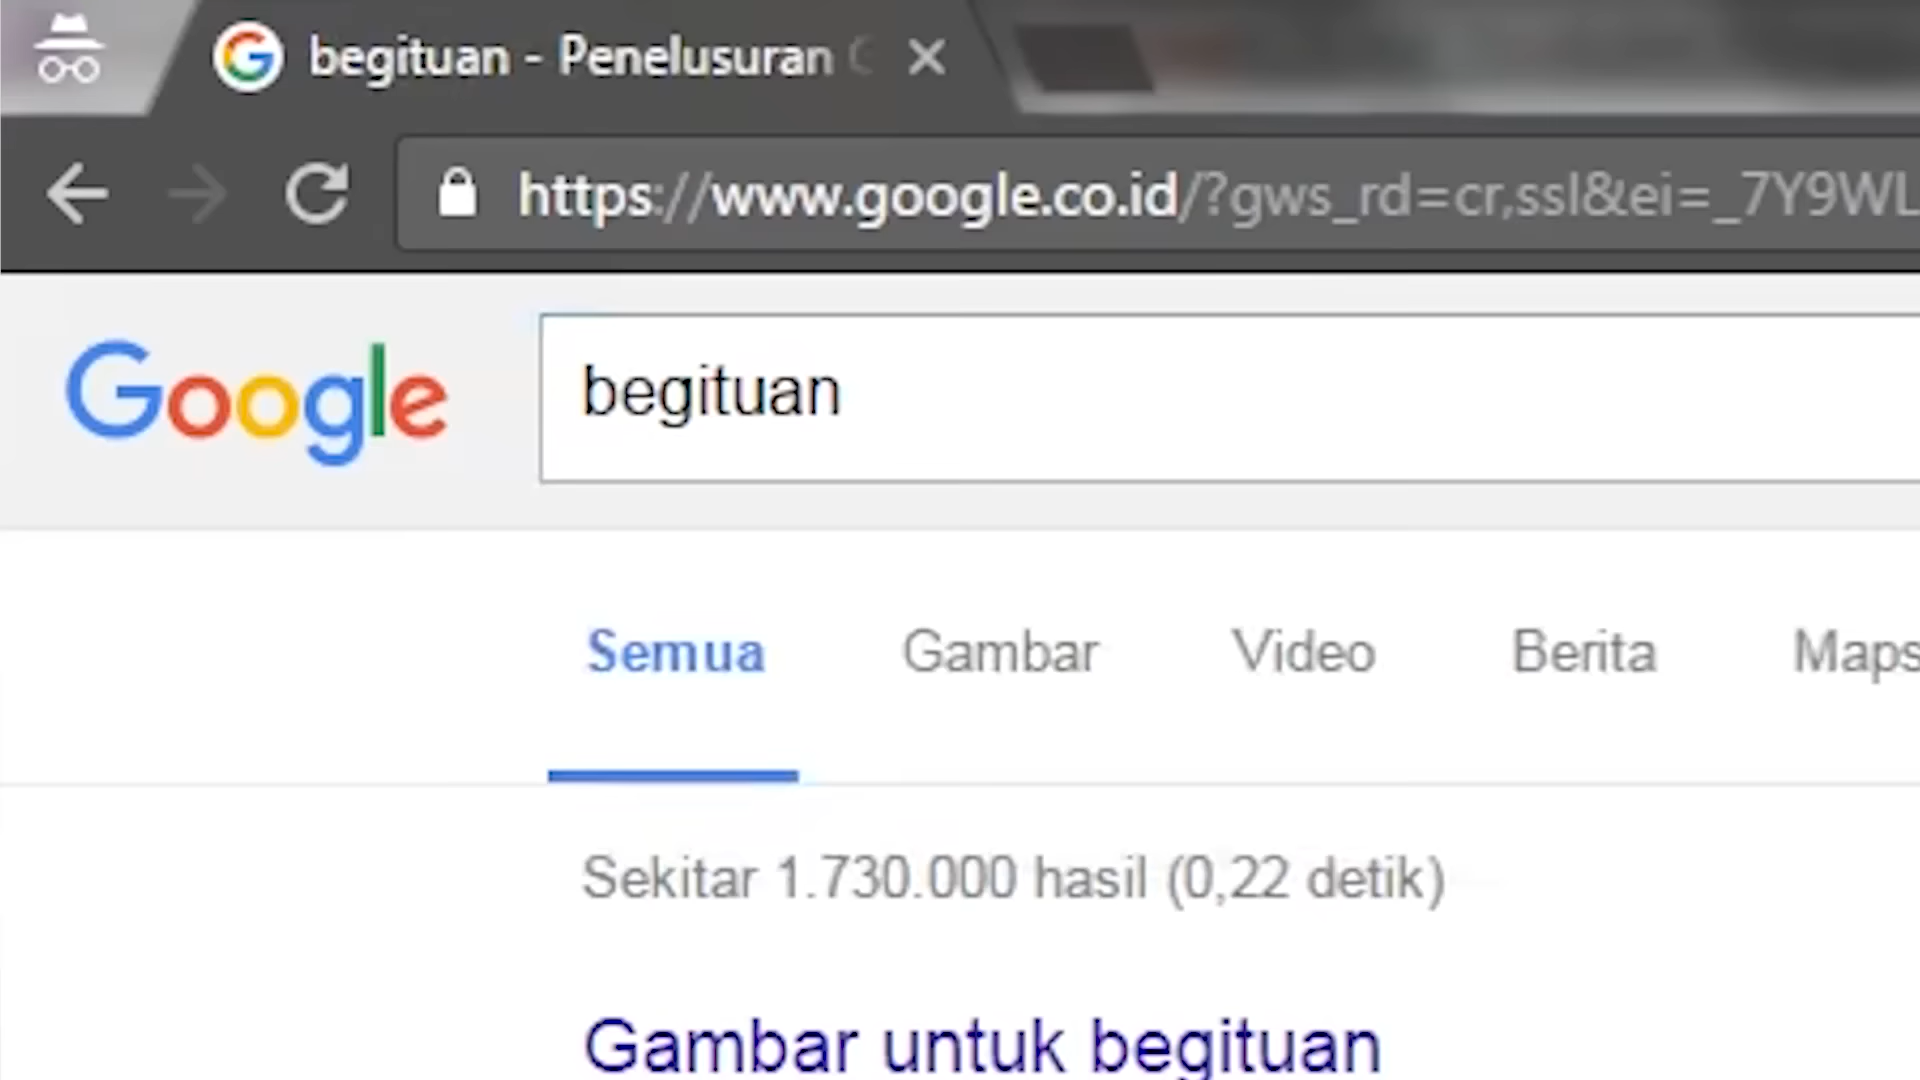 begituan - Penelusuran
https://www.google.co.id/?gws_rd=cr,ssl&ei=_7Y9WL
Google
begituan
Semua Gambar Video Berita Maps
Sekitar 1.730.000 hasil (0,22 detik)
Gambar untuk begituan